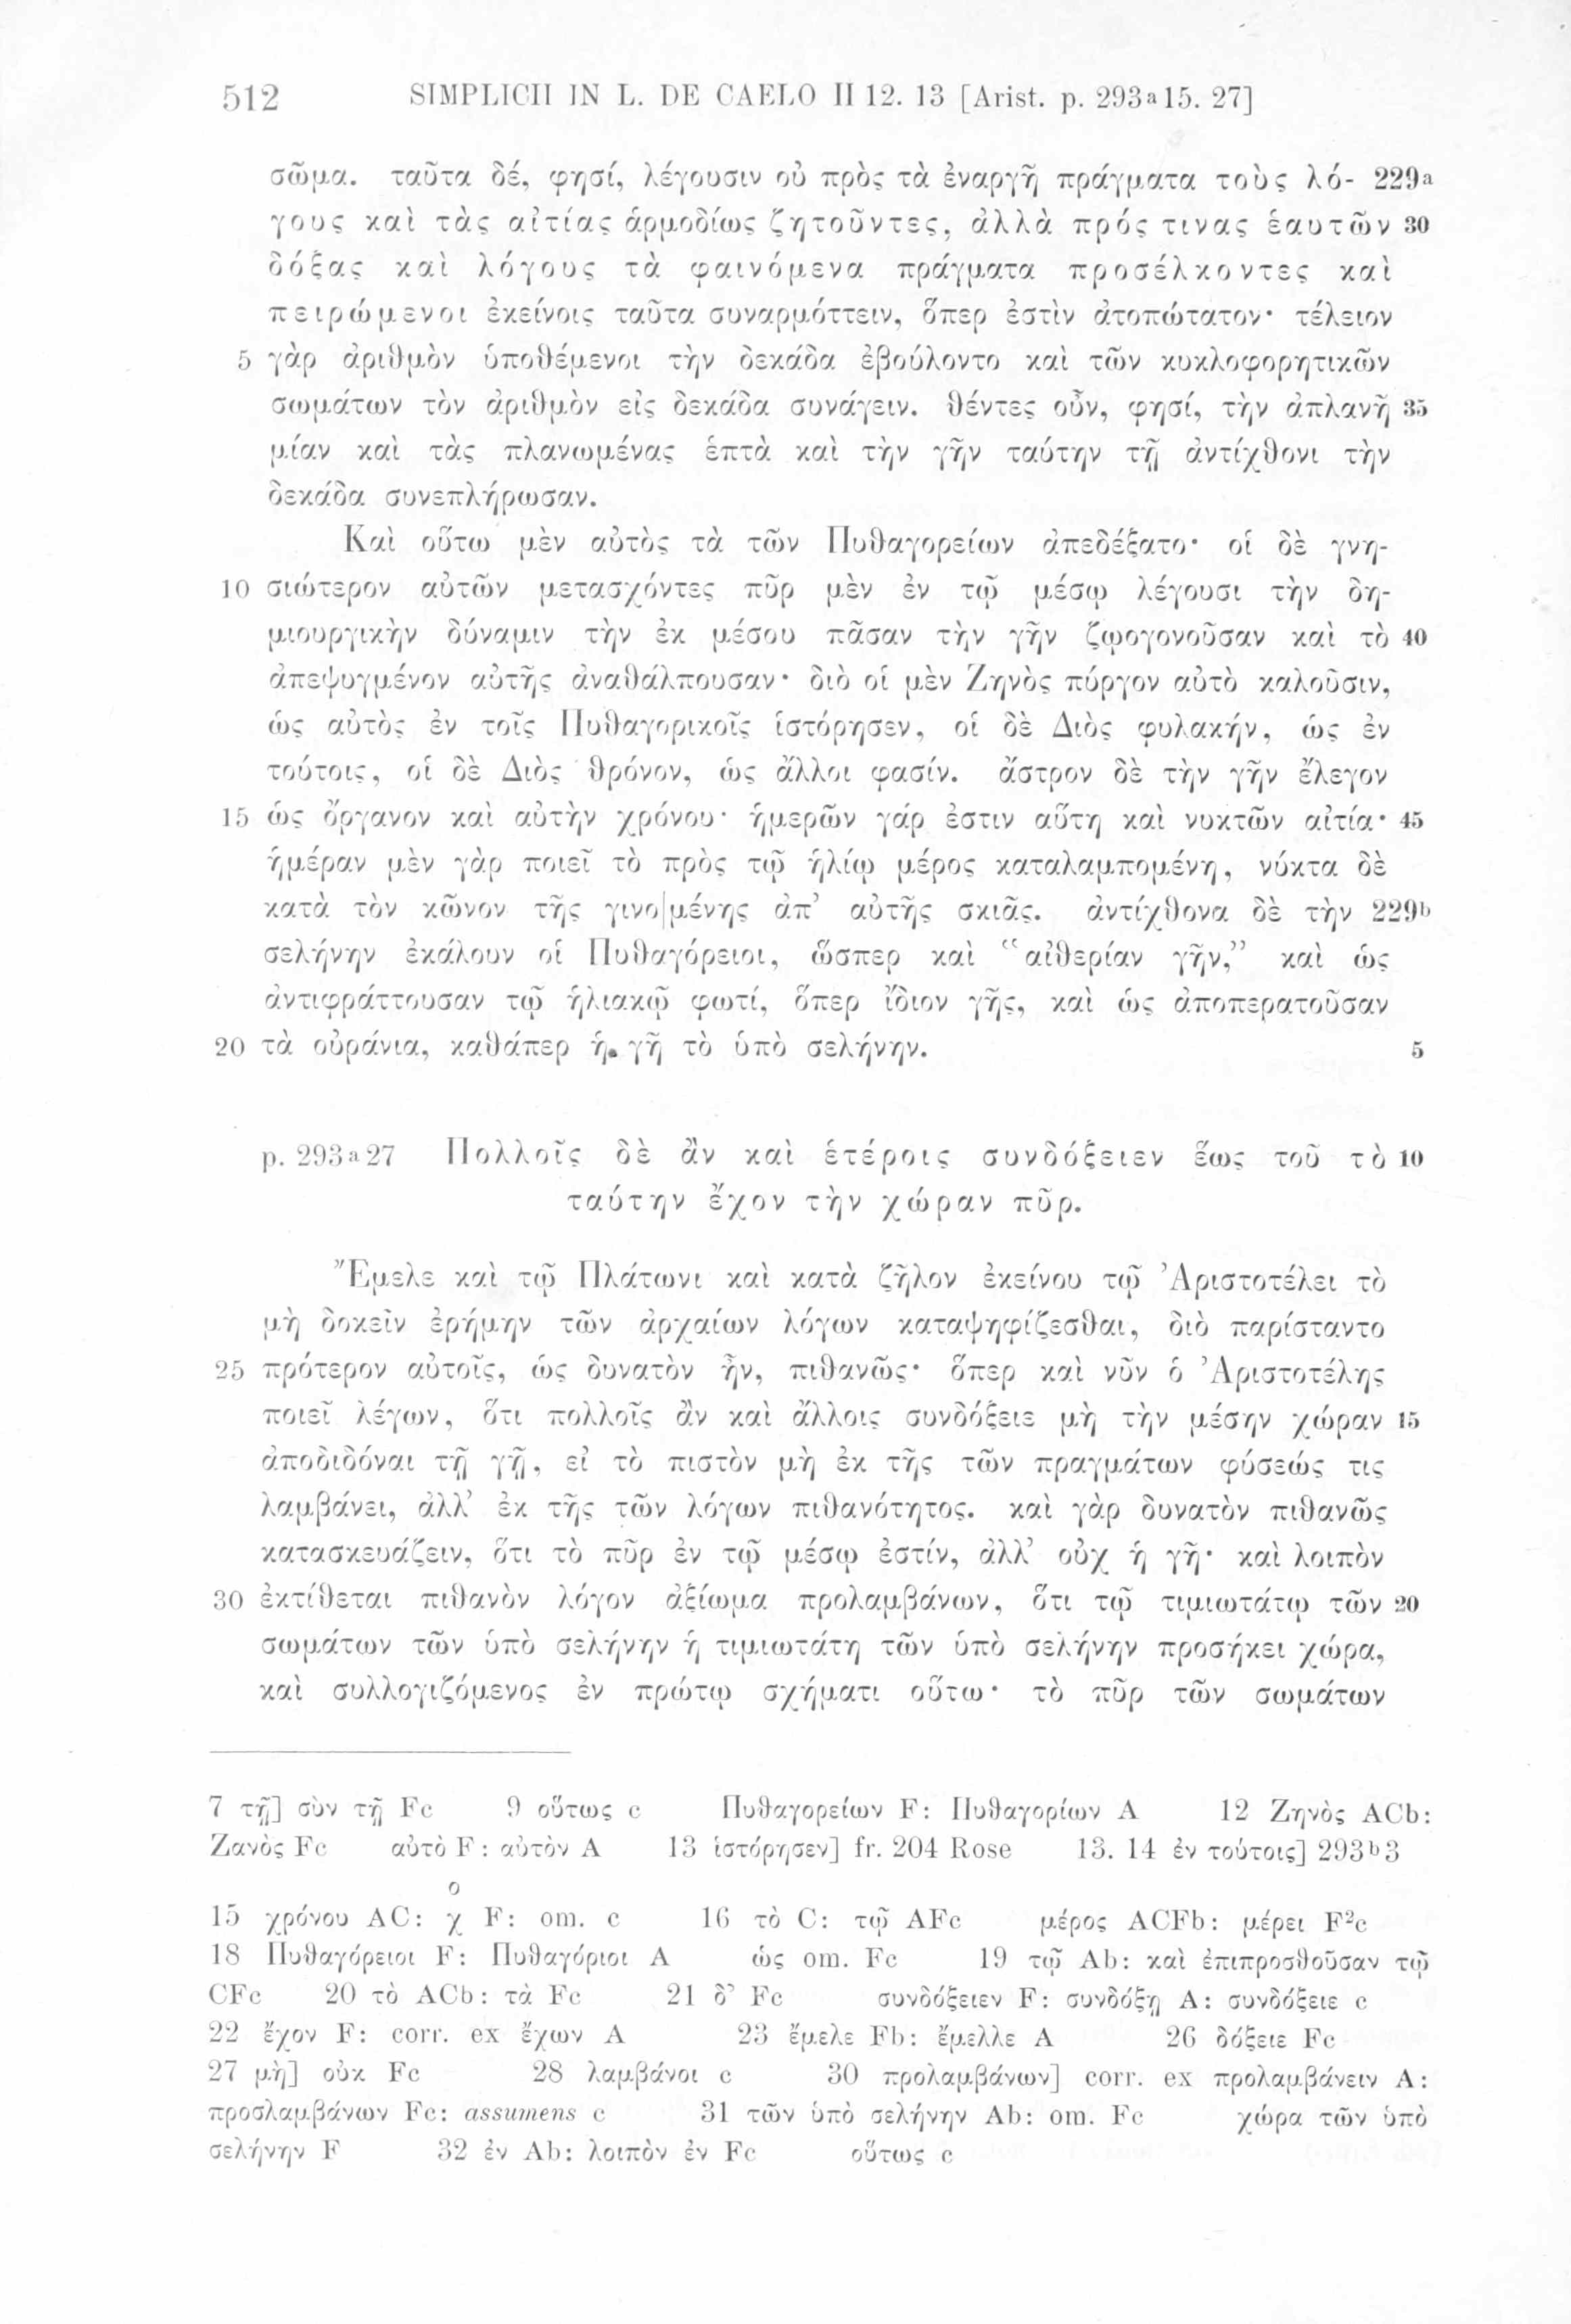 512 SIMPLICII IN L. DE CAELO II 12. 13 [Arist. p. 293a15. 27]
σῶμα. ταῦτα δέ, φησί, λέγουσιν οὐ πρὸς τὰ ἐναργῆ πράγματα τοὺς λό- 229a
γους καὶ τὰς αἰτίας ἁρμοδίως ζητοῦντες, ἀλλὰ πρός τινας ἑαυτῶν 30
δόξας καὶ λόγους τὰ φαινόμενα πράγματα προσέλκοντες καὶ
πειρώμενοι ἐκείνοις ταῦτα συναρμόττειν, ὅπερ ἐστὶν ἀτοπώτατον· τέλειον
5 γὰρ ἀριθμὸν ὑποθέμενοι τὴν δεκάδα ἐβούλοντο καὶ τῶν κυκλοφορητικῶν
σωμάτων τὸν ἀριθμὸν εἰς δεκάδα συνάγειν. θέντες οὖν, φησί, τὴν ἀπλανῆ 35
μίαν καὶ τὰς πλανωμένας ἑπτὰ καὶ τὴν γῆν ταύτην τῇ ἀντίχθονι τὴν
δεκάδα συνεπλήρωσαν.
Καὶ οὕτω μὲν αὐτὸς τὰ τῶν Πυθαγορείων ἀπεδέξατο· οἱ δὲ γνη-
10 σιώτερον αὐτῶν μετασχόντες πῦρ μὲν ἐν τῷ μέσῳ λέγουσι τὴν δη-
μιουργικὴν δύναμιν τὴν ἐκ μέσου πᾶσαν τὴν γῆν ζῳογονοῦσαν καὶ τὸ 40
ἀπεψυγμένον αὐτῆς ἀναθάλπουσαν· διὸ οἱ μὲν Ζηνὸς πύργον αὐτὸ καλοῦσιν,
ὡς αὐτὸς ἐν τοῖς Πυθαγορικοῖς ἱστόρησεν, οἱ δὲ Διὸς φυλακήν, ὡς ἐν
τούτοις, οἱ δὲ Διὸς θρόνον, ὡς ἄλλοι φασίν. ἄστρον δὲ τὴν γῆν ἔλεγον
15 ὡς ὄργανον καὶ αὐτὴν χρόνου· ἡμερῶν γάρ ἐστιν αὕτη καὶ νυκτῶν αἰτία· 45
ἡμέραν μὲν γὰρ ποιεῖ τὸ πρὸς τῷ ἡλίῳ μέρος καταλαμπομένη, νύκτα δὲ
κατὰ τὸν κῶνον τῆς γινο|μένης ἀπ' αὐτῆς σκιᾶς. ἀντίχθονα δὲ τὴν 229b
σελήνην ἐκάλουν οἱ Πυθαγόρειοι, ὥσπερ καὶ “αἰθερίαν γῆν,” καὶ ὡς
ἀντιφράττουσαν τῷ ἡλιακῷ φωτί, ὅπερ ἴδιον γῆς, καὶ ὡς ἀποπερατοῦσαν
20 τὰ οὐράνια, καθάπερ ἡ γῆ τὸ ὑπὸ σελήνην. 5
p. 293a27 Πολλοῖς δὲ ἂν καὶ ἑτέροις συνδόξειεν ἕως τοῦ τὸ 10
ταύτην ἔχον τὴν χώραν πῦρ.
Ἔμελε καὶ τῷ Πλάτωνι καὶ κατὰ ζῆλον ἐκείνου τῷ Ἀριστοτέλει τὸ
μὴ δοκεῖν ἐρήμην τῶν ἀρχαίων λόγων καταψηφίζεσθαι, διὸ παρίσταντο
25 πρότερον αὐτοῖς, ὡς δυνατὸν ἦν, πιθανῶς· ὅπερ καὶ νῦν ὁ Ἀριστοτέλης
ποιεῖ λέγων, ὅτι πολλοῖς ἂν καὶ ἄλλοις συνδόξειε μὴ τὴν μέσην χώραν 15
ἀποδιδόναι τῇ γῇ, εἰ τὸ πιστὸν μὴ ἐκ τῆς τῶν πραγμάτων φύσεώς τις
λαμβάνει, ἀλλ' ἐκ τῆς τῶν λόγων πιθανότητος. καὶ γὰρ δυνατὸν πιθανῶς
κατασκευάζειν, ὅτι τὸ πῦρ ἐν τῷ μέσῳ ἐστίν, ἀλλ' οὐχ ἡ γῆ· καὶ λοιπὸν
30 ἐκτίθεται πιθανὸν λόγον ἀξίωμα προλαμβάνων, ὅτι τῷ τιμιωτάτῳ τῶν 20
σωμάτων τῶν ὑπὸ σελήνην ἡ τιμιωτάτη τῶν ὑπὸ σελήνην προσήκει χώρα,
καὶ συλλογιζόμενος ἐν πρώτῳ σχήματι οὕτω· τὸ πῦρ τῶν σωμάτων
7 τῇ] σὺν τῇ Fc 9 οὕτως c Πυθαγορείων F: Πυθαγορίων A 12 Ζηνὸς ACb:
Ζανὸς Fc αὐτὸ F: αὐτὸν A 13 ἱστόρησεν] fr. 204 Rose 13. 14 ἐν τούτοις] 293b3
ο
15 χρόνου AC: χ F: om. c 16 τὸ C: τῷ AFc μέρος ACFb: μέρει F²c
18 Πυθαγόρειοι F: Πυθαγόριοι A ὡς om. Fc 19 τῷ Ab: καὶ ἐπιπροσθοῦσαν τῷ
CFc 20 τὸ ACb: τὰ Fc 21 δ' Fc συνδόξειεν F: συνδόξῃ A: συνδόξειε c
22 ἔχον F: corr. ex ἔχων A 23 ἔμελε Fb: ἔμελλε A 26 δόξειε Fc
27 μὴ] οὐκ Fc 28 λαμβάνοι c 30 προλαμβάνων] corr. ex προλαμβάνειν A:
προσλαμβάνων Fc: assumens c 31 τῶν ὑπὸ σελήνην Ab: om. Fc χώρα τῶν ὑπὸ
σελήνην F 32 ἐν Ab: λοιπὸν ἐν Fc οὕτως c